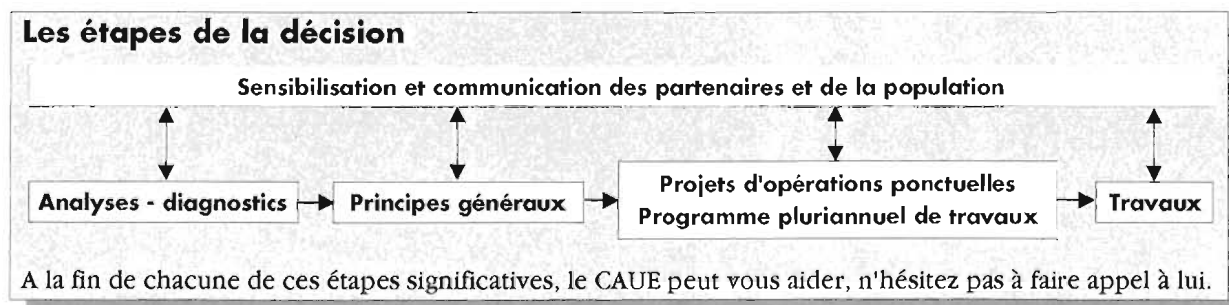 Les étapes de la décision
Sensibilisation et communication des partenaires et de la population
Analyses - diagnostics
Principes généraux
Projets d'opérations ponctuelles
Programme pluriannuel de travaux
Travaux
A la fin de chacune de ces étapes significatives, le CAUE peut vous aider, n'hésitez pas à faire appel à lui.